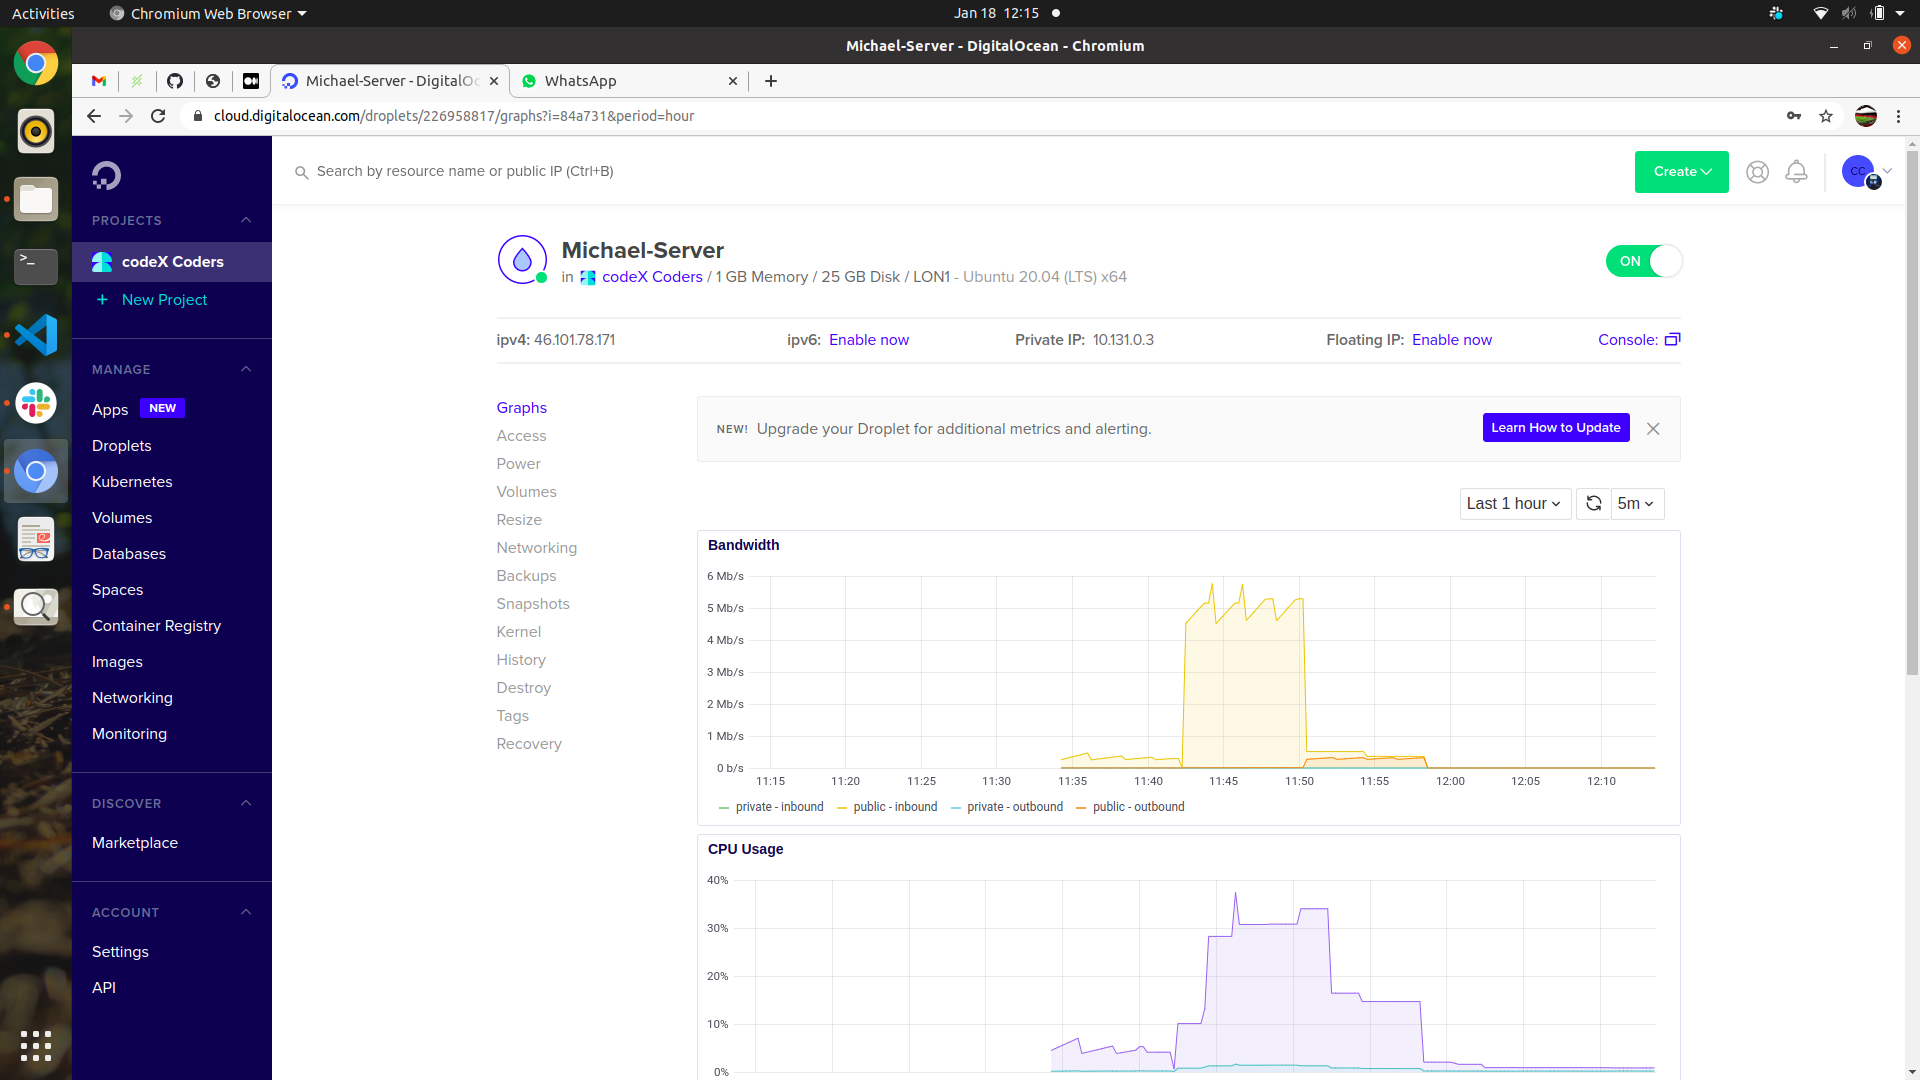 Activities
Chromium Web Browser
Jan 18 12:15
Michael-Server - DigitalOcean - Chromium
Michael-Server - DigitalOc
WhatsApp
cloud.digitalocean.com/droplets/226958817/graphs?i=84a731&period=hour
Search by resource name or public IP (Ctrl+B)
Create
CC
PROJECTS
codeX Coders
+ New Project
MANAGE
Apps NEW
Droplets
Kubernetes
Volumes
Databases
Spaces
Container Registry
Images
Networking
Monitoring
DISCOVER
Marketplace
ACCOUNT
Settings
API
Michael-Server
in codeX Coders / 1 GB Memory / 25 GB Disk / LON1 - Ubuntu 20.04 (LTS) x64
ON
ipv4: 46.101.78.171
ipv6: Enable now
Private IP: 10.131.0.3
Floating IP: Enable now
Console:
Graphs
Access
Power
Volumes
Resize
Networking
Backups
Snapshots
Kernel
History
Destroy
Tags
Recovery
NEW! Upgrade your Droplet for additional metrics and alerting.
Learn How to Update
Last 1 hour
5m
Bandwidth
6 Mb/s
5 Mb/s
4 Mb/s
3 Mb/s
2 Mb/s
1 Mb/s
0 b/s
11:15 11:20 11:25 11:30 11:35 11:40 11:45 11:50 11:55 12:00 12:05 12:10
private - inbound public - inbound private - outbound public - outbound
CPU Usage
40%
30%
20%
10%
0%